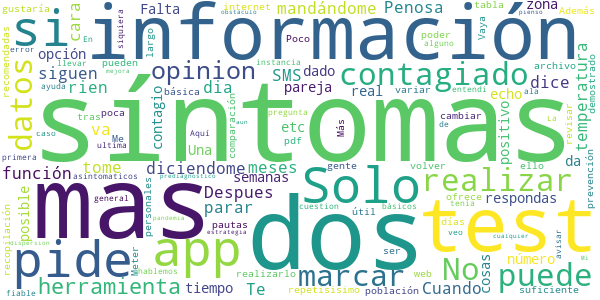 gustaría internet mandándome Penosa zona
si información Falta cara tabla
recomendadas error En siquiera obstáculo Poco alguno Vaya pienso Además
opción largo poder
siguen pueden opinion SMS dado contagiado dice archivo demostrado
llevar instancia
datos ayuda mejora rien dia pareja real variar entendí ala temperatura
síntomas
básica contagio echo positivo
caso tras poca etc cambiar revisar
va Me Una comparación Aquí aun pregunta pdf Más de La
primera ultima
función asintomaticos diciendome meses gente volver da ello prevención
mas tome prediagnóstico semanas
general Despues Solo realizar
recopilación posible personales parar útil cuestion básicos respondas
pandemia pautas tenía ofrece
dos test
pide app estrategia ser días número cualquier avisar
dispersion Meter hablemos marcar veo No puede
herramienta realizarlo web Cuando cosas Ni
fiable tiempo Te repetisísimo población suficiente